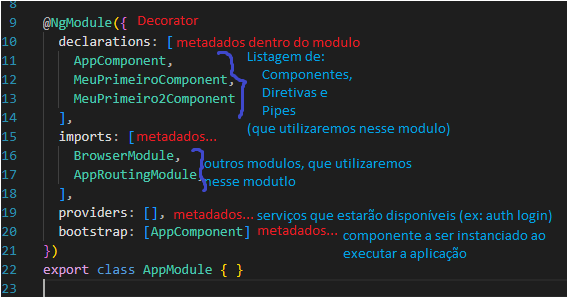 8
9 @NgModule({ Decorator
10 declarations: [ metadados dentro do modulo
11 AppComponent, Listagem de:
12 MeuPrimeiroComponent, Componentes,
13 MeuPrimeiro2Component Diretivas e
14 ], Pipes
(que utilizaremos nesse modulo)
15 imports: [ metadados...
16 BrowserModule, outros modulos, que utilizaremos
17 AppRoutingModule nesse modutlo
18 ],
19 providers: [], metadados... serviços que estarão disponíveis (ex: auth login)
20 bootstrap: [AppComponent] metadados... componente a ser instanciado ao
21 }) executar a aplicação
22 export class AppModule { }
23